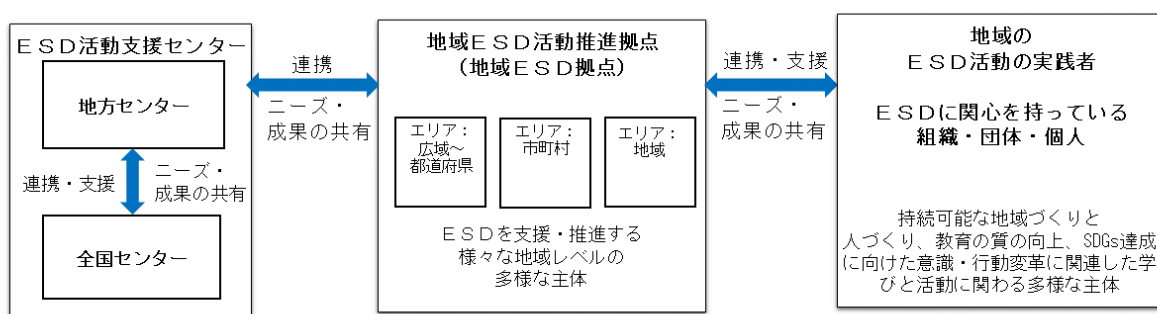 ESD活動支援センター
地方センター
連携・支援
ニーズ・
成果の共有
全国センター
連携
ニーズ・
成果の共有
地域ESD活動推進拠点
(地域ESD拠点)
エリア:
広域~
都道府県
エリア:
市町村
エリア:
地域
ESDを支援・推進する
様々な地域レベルの
多様な主体
連携・支援
ニーズ・
成果の共有
地域の
ESD活動の実践者
ESDに関心を持っている
組織・団体・個人
持続可能な地域づくりと
人づくり、教育の質の向上、SDGs達成
に向けた意識・行動変革に関連した学
びと活動に関わる多様な主体